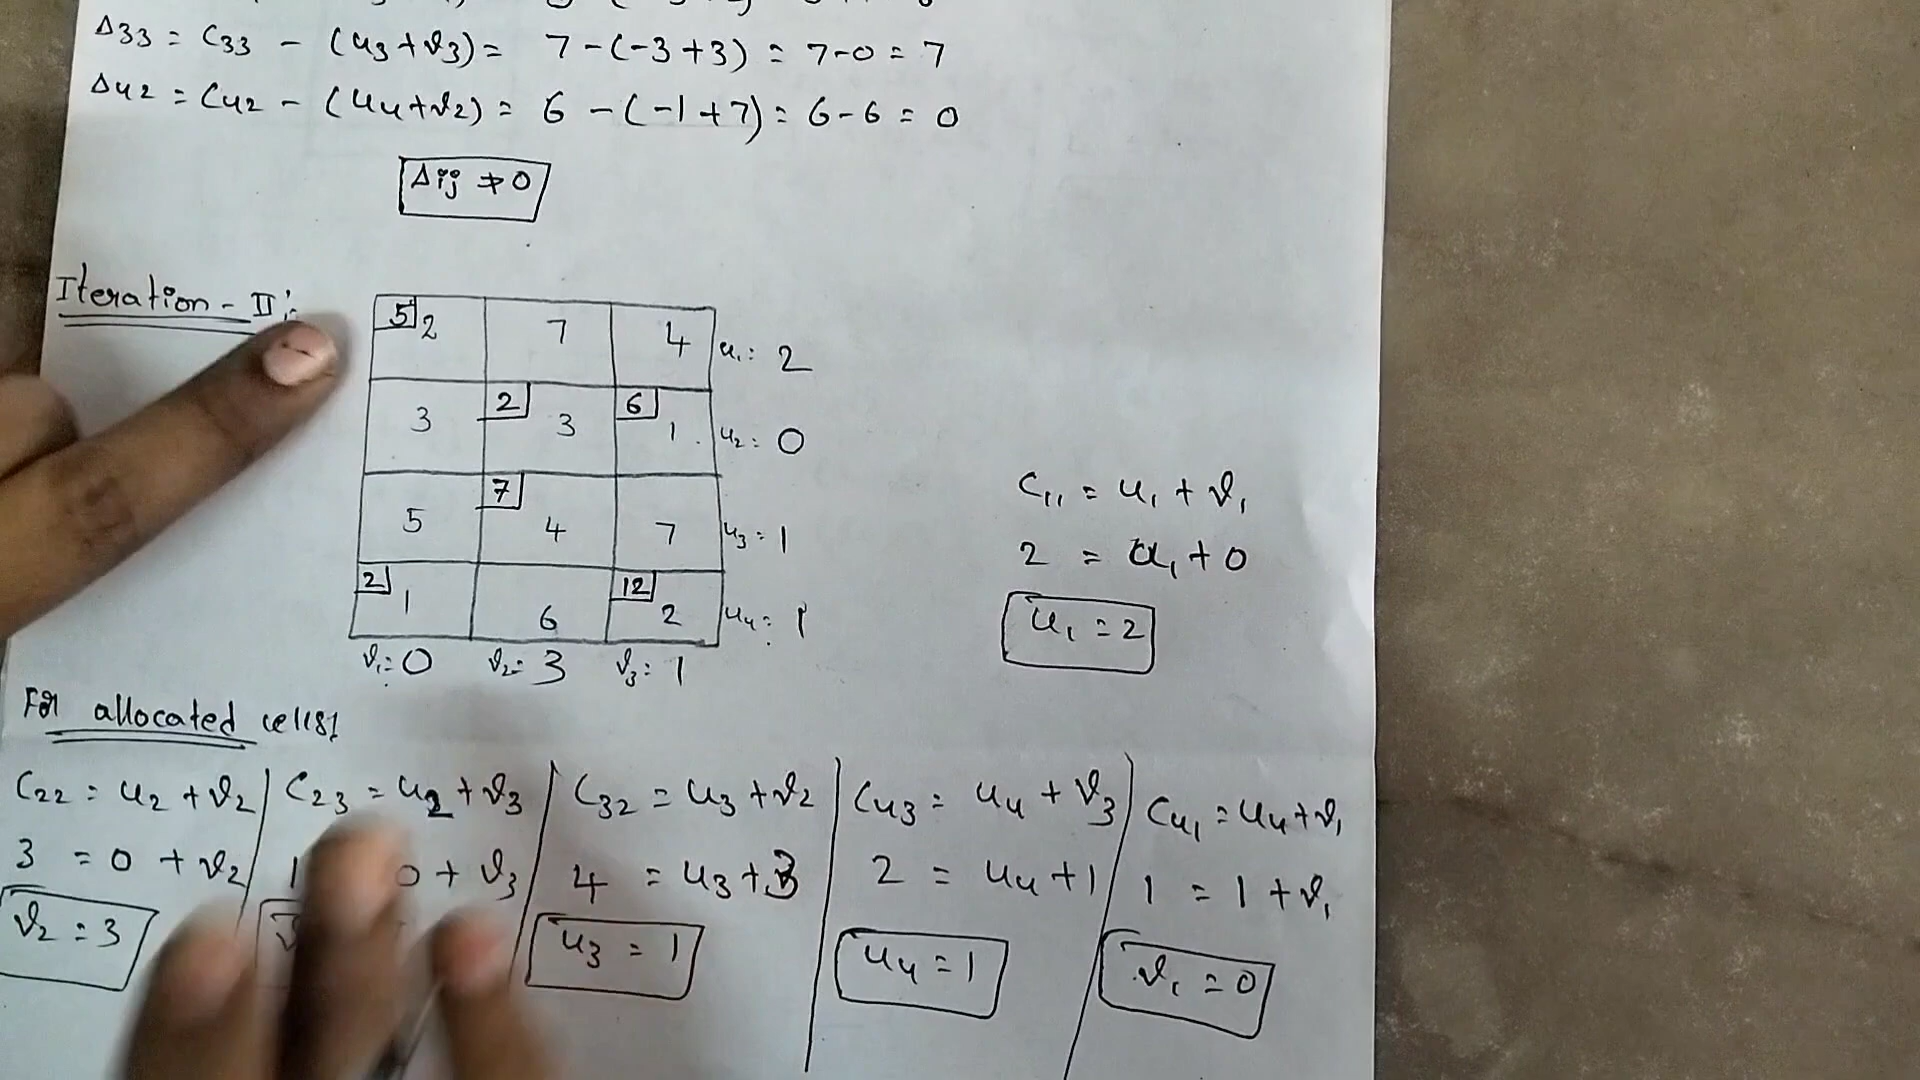 Δ33 = C33 - (u3+v3) = 7-(-3+3) = 7-0 = 7
Δ42 = C42 - (u4+v2) = 6 -(-1+7) = 6-6 = 0
Δij ≱ 0
Iteration - II:
5 2 7 4 u1 = 2
3 2 3 6 1 u2 = 0
5 7 4 7 u3 = 1
2 1 6 12 2 u4 = 1
v1 = 0 v2 = 3 v3 = 1
C11 = u1 + v1
2 = u1 + 0
u1 = 2
For allocated cells
C22 = u2 + v2 C23 = u2 + v3 C32 = u3 + v2 C43 = u4 + v3 C41 = u4 + v1
3 = 0 + v2 1 0 + v3 4 = u3 + 3 2 = u4 + 1 1 = 1 + v1
v2 = 3 u3 = 1 u4 = 1 v1 = 0